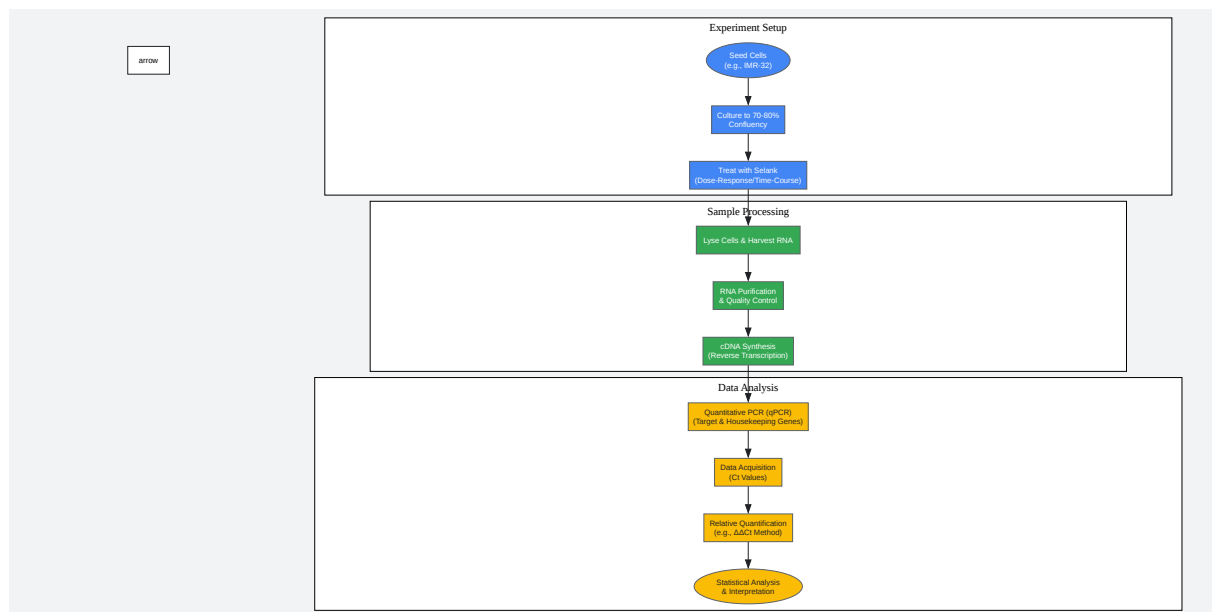 Experiment Setup
arrow
Seed Cells
(e.g., IMR-32)
Culture to 70-80%
Confluency
Treat with Selank
(Dose-Response/Time-Course)
Sample Processing
Lyse Cells & Harvest RNA
RNA Purification
& Quality Control
cDNA Synthesis
(Reverse Transcription)
Data Analysis
Quantitative PCR (qPCR)
(Target & Housekeeping Genes)
Data Acquisition
(Ct Values)
Relative Quantification
(e.g., ΔΔCt Method)
Statistical Analysis
& Interpretation